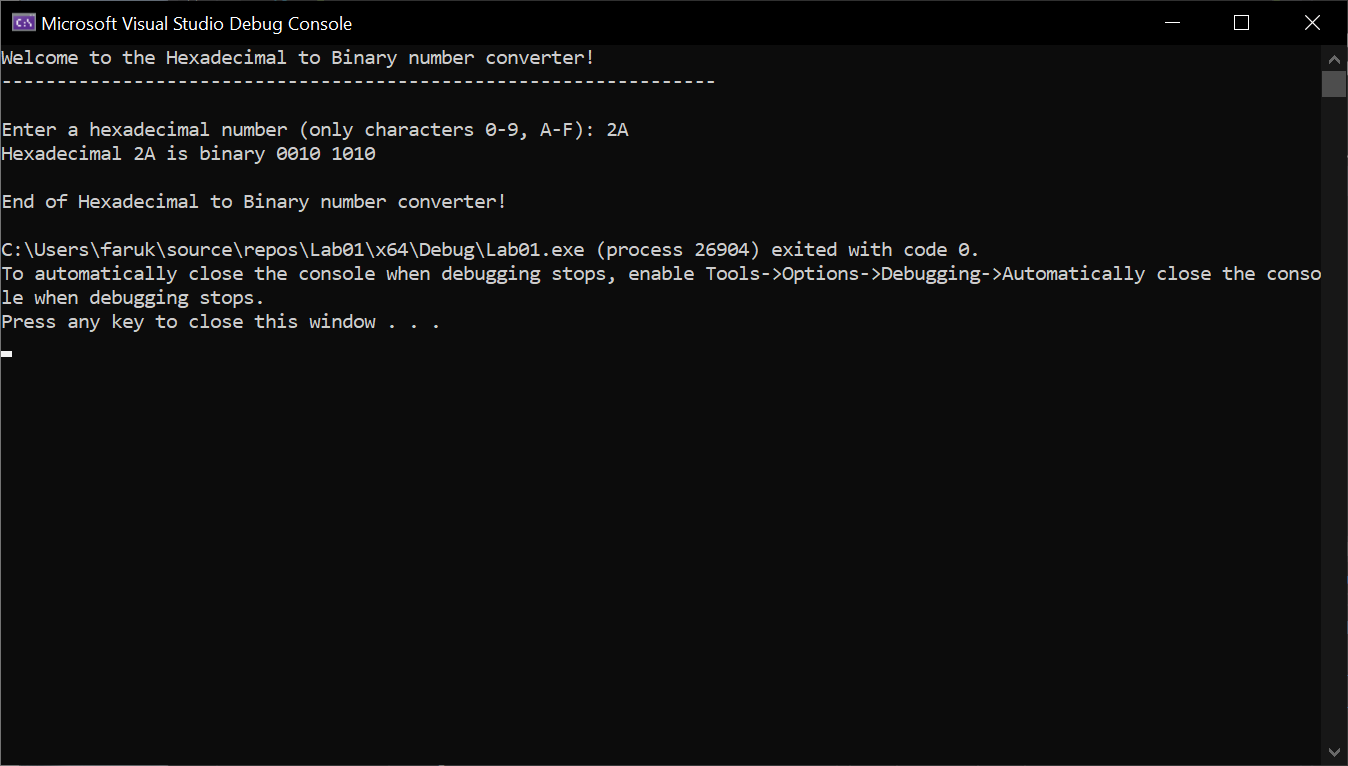 Microsoft Visual Studio Debug Console
Welcome to the Hexadecimal to Binary number converter!
-----------------------------------------------------------------
Enter a hexadecimal number (only characters 0-9, A-F): 2A
Hexadecimal 2A is binary 0010 1010
End of Hexadecimal to Binary number converter!
C:\Users\faruk\source\repos\Lab01\x64\Debug\Lab01.exe (process 26904) exited with code 0.
To automatically close the console when debugging stops, enable Tools->Options->Debugging->Automatically close the conso
le when debugging stops.
Press any key to close this window . . .